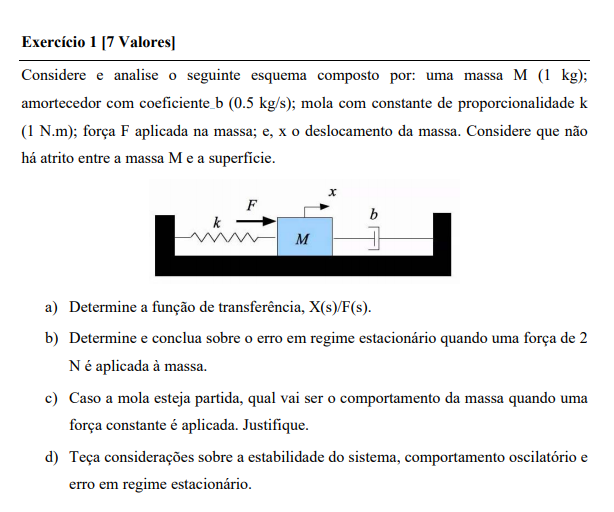 Exercício 1 [7 Valores]
Considere e analise o seguinte esquema composto por: uma massa M (1 kg);
amortecedor com coeficiente b (0.5 kg/s); mola com constante de proporcionalidade k
(1 N.m); força F aplicada na massa; e, x o deslocamento da massa. Considere que não
há atrito entre a massa M e a superfície.
x
F
k
b
M
a) Determine a função de transferência, X(s)/F(s).
b) Determine e conclua sobre o erro em regime estacionário quando uma força de 2
N é aplicada à massa.
c) Caso a mola esteja partida, qual vai ser o comportamento da massa quando uma
força constante é aplicada. Justifique.
d) Teça considerações sobre a estabilidade do sistema, comportamento oscilatório e
erro em regime estacionário.